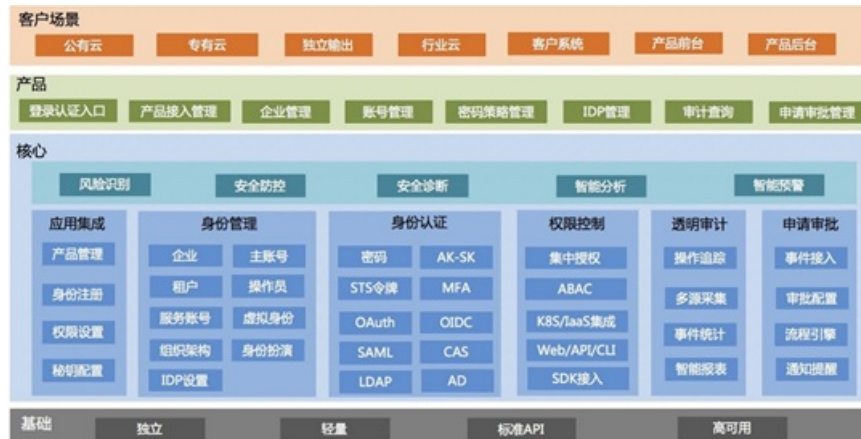 客户场景
公有云 专有云 独立输出 行业云 客户系统 产品前台 产品后台
产品
登录认证入口 产品接入管理 企业管理 账号管理 密码策略管理 IDP管理 审计查询 申请审批管理
核心
风险识别 安全防控 安全诊断 智能分析 智能预警
应用集成
产品管理
身份注册
权限设置
秘钥配置
身份管理
企业 主账号
租户 操作员
服务账号 虚拟身份
组织架构 身份扮演
IDP设置
身份认证
密码 AK-SK
STS令牌 MFA
OAuth OIDC
SAML CAS
LDAP AD
权限控制
集中授权
ABAC
K8S/IaaS集成
Web/API/CLI
SDK接入
透明审计
操作追踪
多源采集
事件统计
智能报表
申请审批
事件接入
审批配置
流程引擎
通知提醒
基础
独立 轻量 标准API 高可用